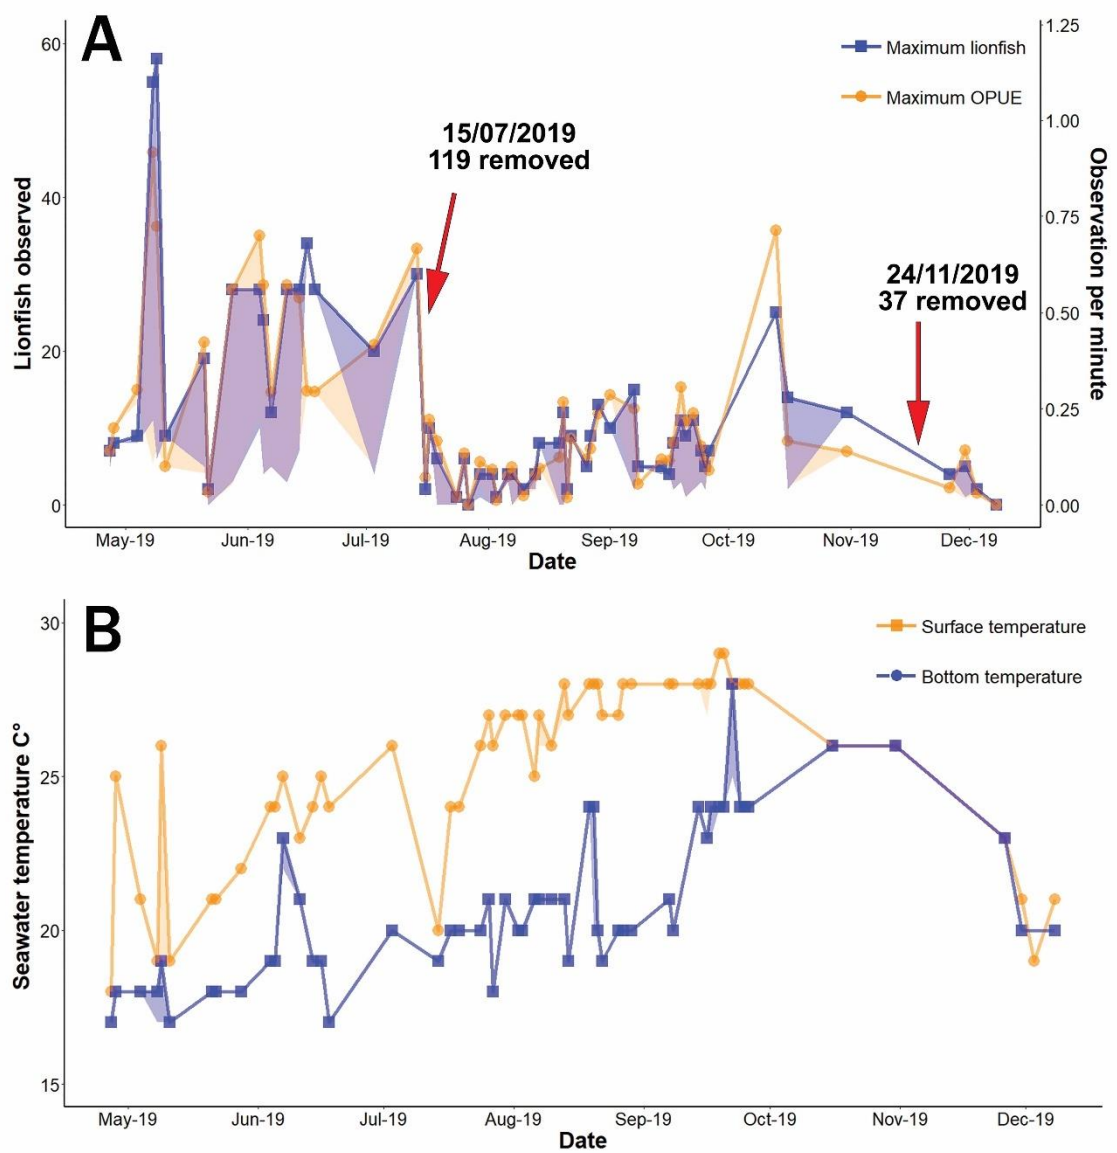 A
60
40
20
0
Lionfish observed
Maximum lionfish
Maximum OPUE
15/07/2019
119 removed
24/11/2019
37 removed
1.25
1.00
0.75
0.50
0.25
0.00
Observation per minute
May-19 Jun-19 Jul-19 Aug-19 Sep-19 Oct-19 Nov-19 Dec-19
Date
B
30
25
20
15
Seawater temperature C°
Surface temperature
Bottom temperature
May-19 Jun-19 Jul-19 Aug-19 Sep-19 Oct-19 Nov-19 Dec-19
Date